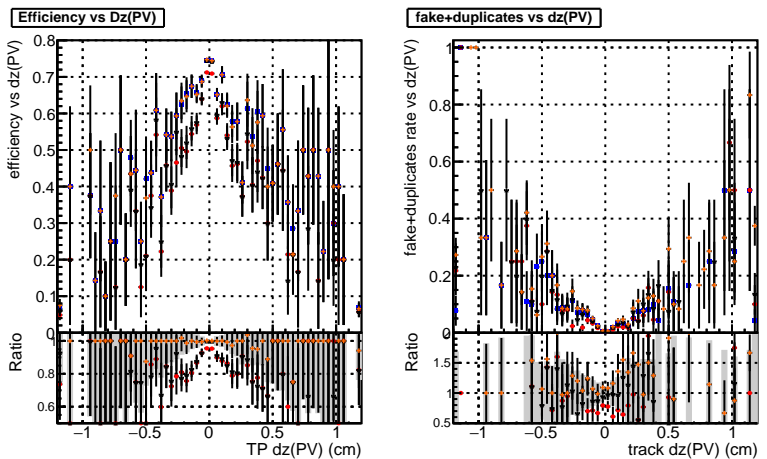 Efficiency vs Dz(PV)
efficiency vs dz(PV)
0.8
0.7
0.6
0.5
0.4
0.3
0.2
0.1
0
Ratio
1
0.8
0.6
−1 −0.5 0 0.5 1
TP dz(PV) (cm)
fake+duplicates vs dz(PV)
fake+duplicates rate vs dz(PV)
1
0.8
0.6
0.4
0.2
0
Ratio
2
1.5
1
0.5
−1 −0.5 0 0.5 1
track dz(PV) (cm)